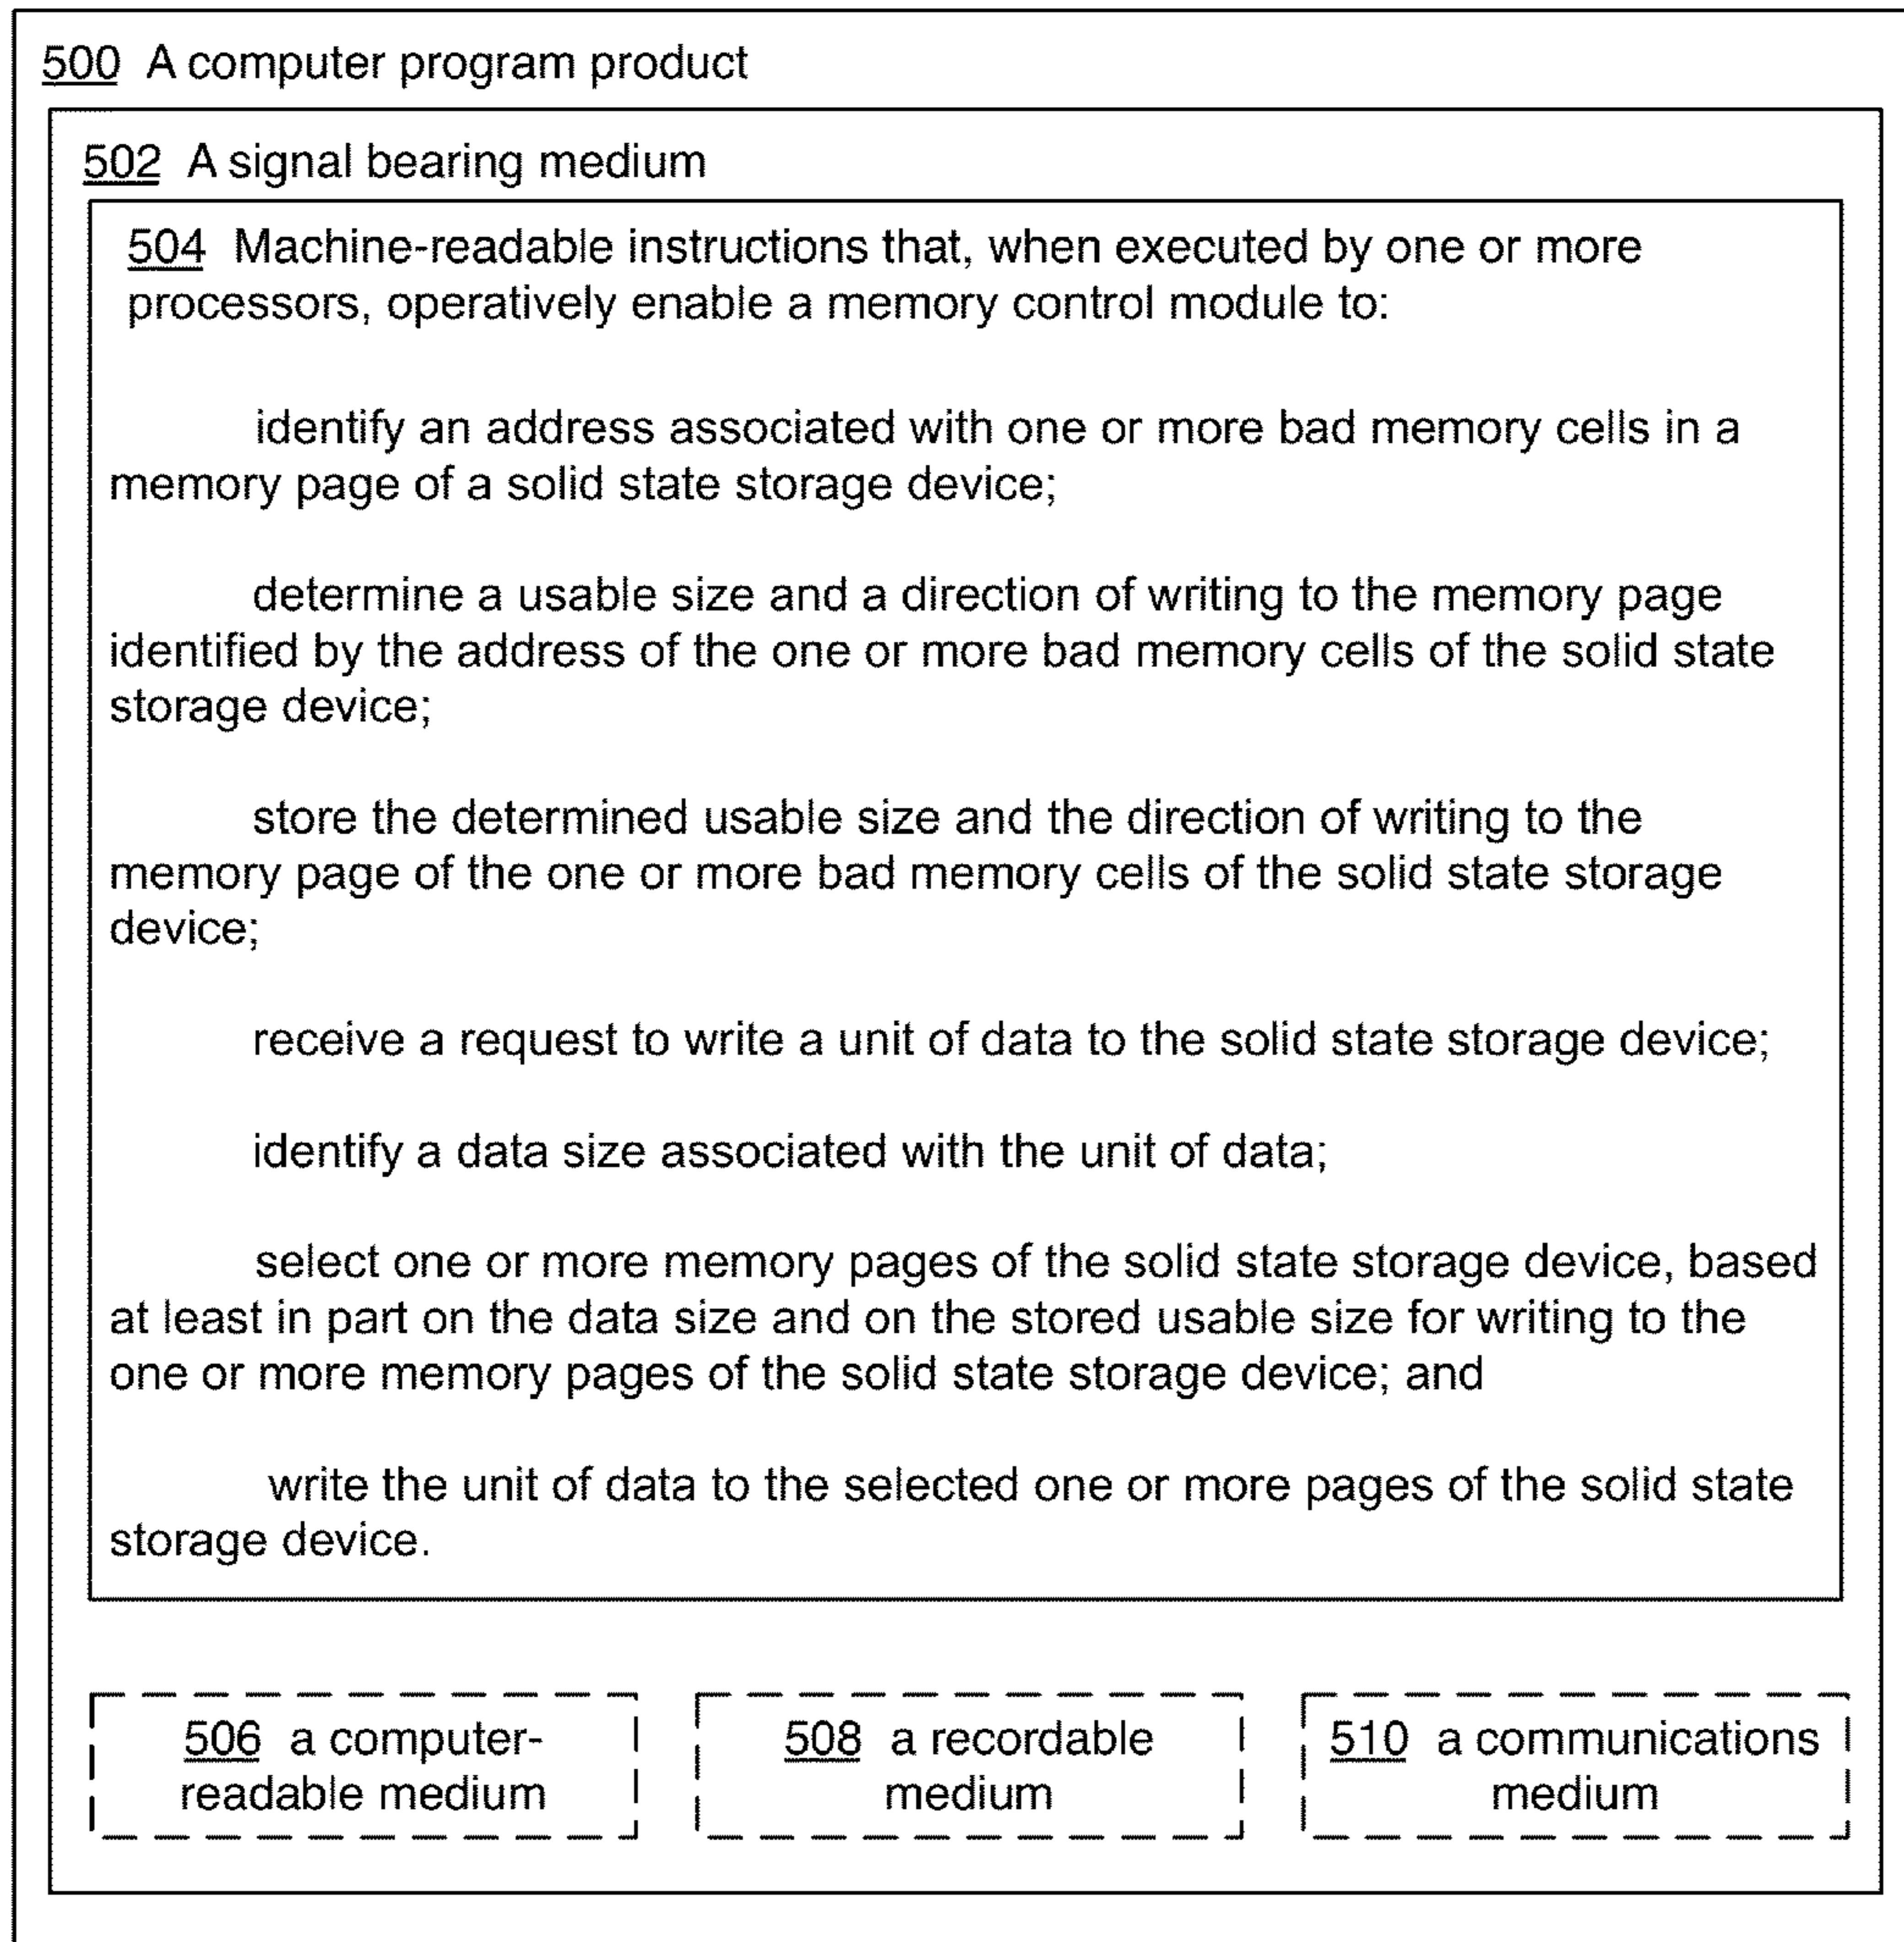 500 A computer program product
502 A signal bearing medium
504 Machine-readable instructions that, when executed by one or more
processors, operatively enable a memory control module to:
identify an address associated with one or more bad memory cells in a
memory page of a solid state storage device;
determine a usable size and a direction of writing to the memory page
identified by the address of the one or more bad memory cells of the solid state
storage device;
store the determined usable size and the direction of writing to the
memory page of the one or more bad memory cells of the solid state storage
device;
receive a request to write a unit of data to the solid state storage device;
identify a data size associated with the unit of data;
select one or more memory pages of the solid state storage device, based
at least in part on the data size and on the stored usable size for writing to the
one or more memory pages of the solid state storage device; and
write the unit of data to the selected one or more pages of the solid state
storage device.
506 a computer-
readable medium
508 a recordable
medium
510 a communications
medium